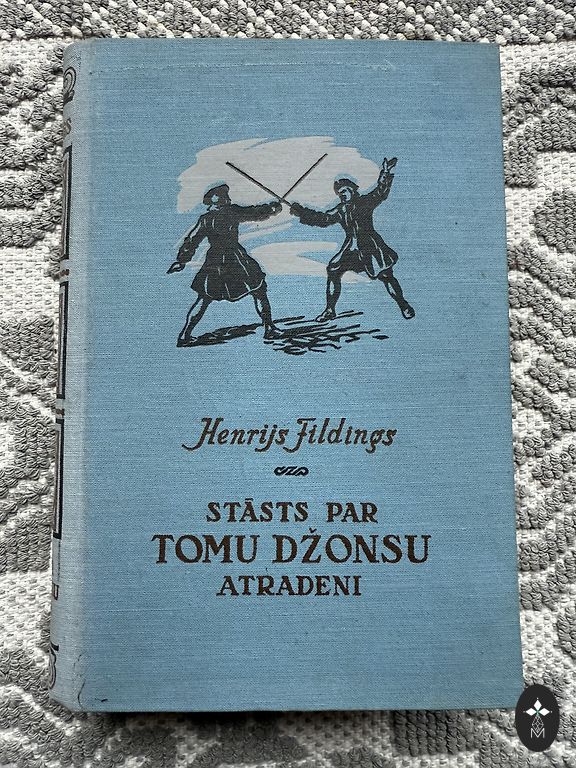 Henrijs Fildings
STĀSTS PAR
TOMU DŽONSU
ATRADENI